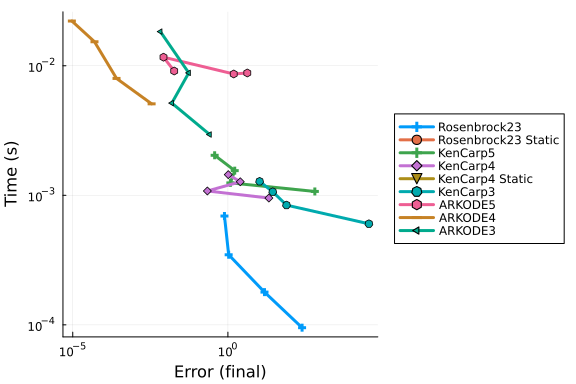 10⁻²
10⁻³
10⁻⁴
Time (s)
10⁻⁵
10⁰
Error (final)
Rosenbrock23
Rosenbrock23 Static
KenCarp5
KenCarp4
KenCarp4 Static
KenCarp3
ARKODE5
ARKODE4
ARKODE3